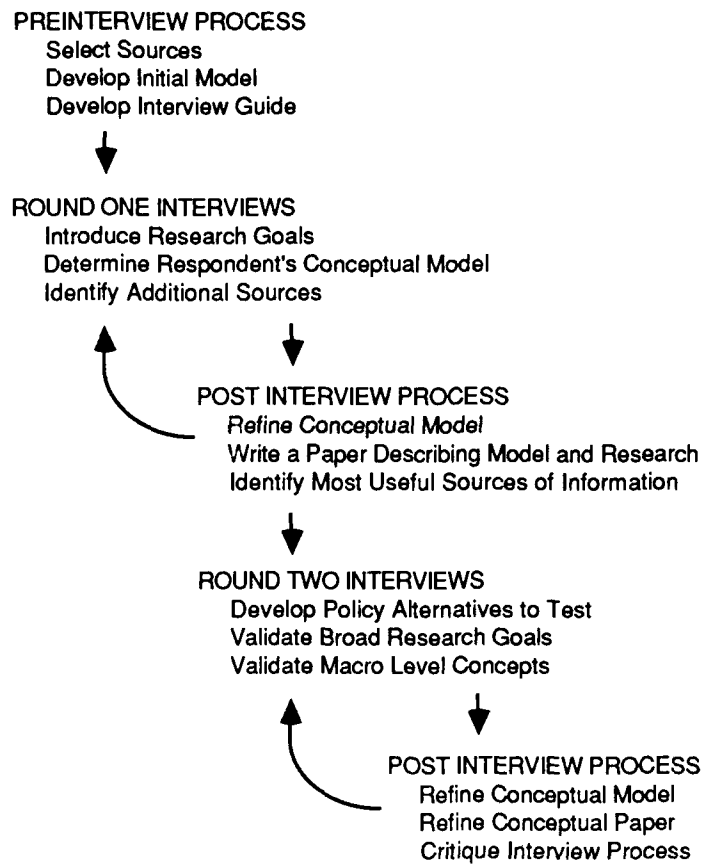 PREINTERVIEW PROCESS
Select Sources
Develop Initial Model
Develop Interview Guide
ROUND ONE INTERVIEWS
Introduce Research Goals
Determine Respondent's Conceptual Model
Identify Additional Sources
POST INTERVIEW PROCESS
Refine Conceptual Model
Write a Paper Describing Model and Research
Identify Most Useful Sources of Information
ROUND TWO INTERVIEWS
Develop Policy Alternatives to Test
Validate Broad Research Goals
Validate Macro Level Concepts
POST INTERVIEW PROCESS
Refine Conceptual Model
Refine Conceptual Paper
Critique Interview Process